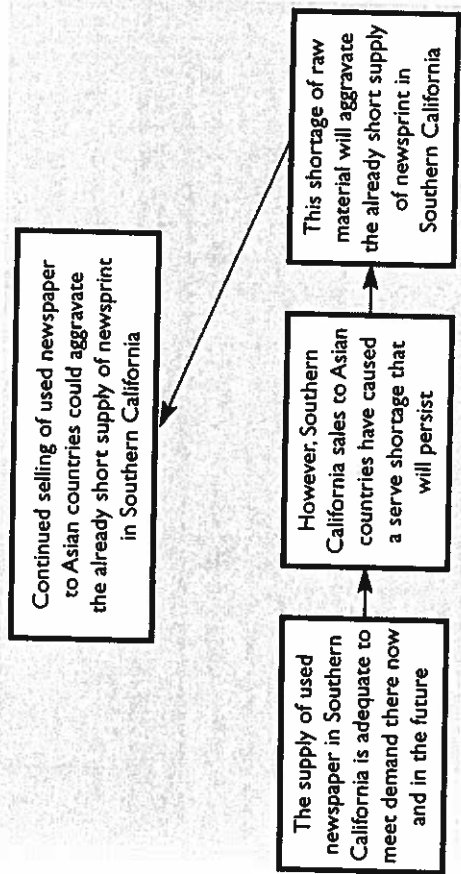 Continued selling of used newspaper
to Asian countries could aggravate
the already short supply of newsprint
in Southern California
The supply of used
newspaper in Southern
California is adequate to
meet demand there now
and in the future
However, Southern
California sales to Asian
countries have caused
a serve shortage that
will persist
This shortage of raw
material will aggravate
the already short supply
of newsprint in
Southern California